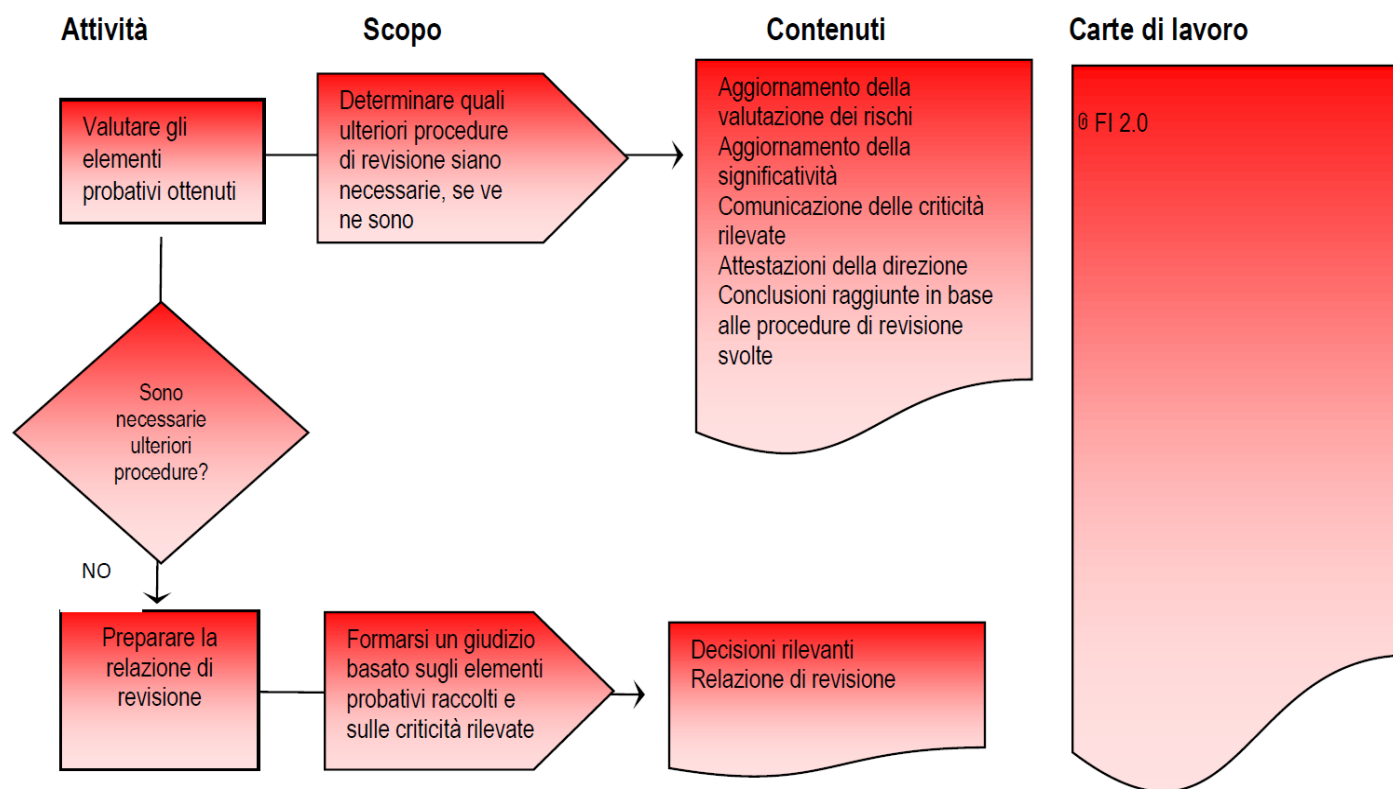 Attività
Scopo
Contenuti
Carte di lavoro
Valutare gli
elementi
probativi ottenuti
Determinare quali
ulteriori procedure
di revisione siano
necessarie, se ve
ne sono
Aggiornamento della
valutazione dei rischi
Aggiornamento della
significatività
Comunicazione delle criticità
rilevate
Attestazioni della direzione
Conclusioni raggiunte in base
alle procedure di revisione
svolte
FI 2.0
Sono
necessarie
ulteriori
procedure?
NO
Preparare la
relazione di
revisione
Formarsi un giudizio
basato sugli elementi
probativi raccolti e
sulle criticità rilevate
Decisioni rilevanti
Relazione di revisione